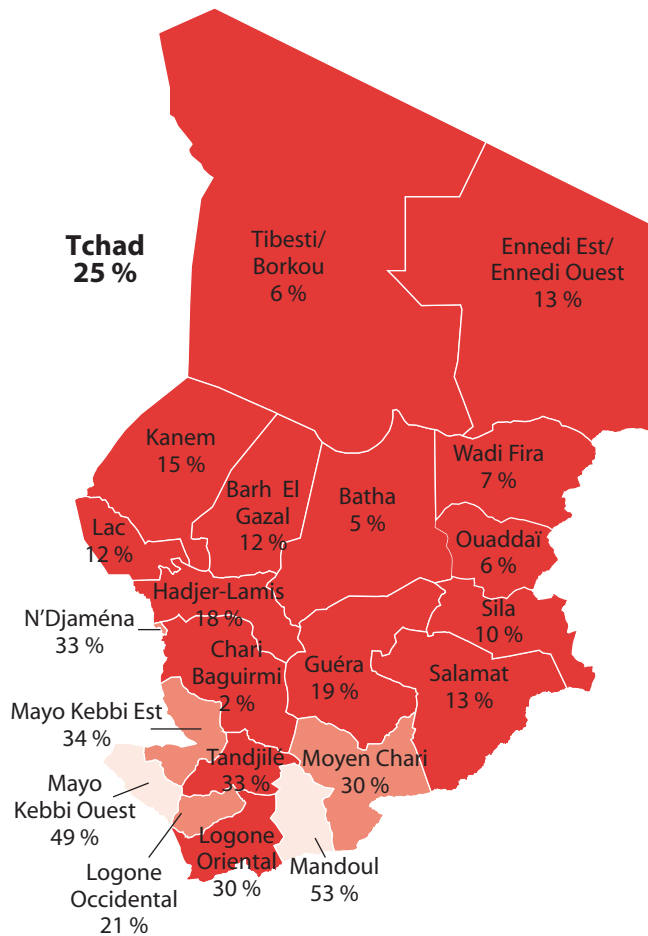 Tchad
25 %
Tibesti/
Borkou
6 %
Ennedi Est/
Ennedi Ouest
13 %
Kanem
15 %
Barh El
Gazal
12 %
Batha
5 %
Wadi Fira
7 %
Lac
12 %
Ouaddaï
6 %
Hadjer-Lamis
18 %
Sila
10 %
N’Djaména
33 %
Chari
Baguirmi
2 %
Guéra
19 %
Salamat
13 %
Mayo Kebbi Est
34 %
Tandjilé
33 %
Moyen Chari
30 %
Mayo
Kebbi Ouest
49 %
Logone
Oriental
30 %
Mandoul
53 %
Logone
Occidental
21 %